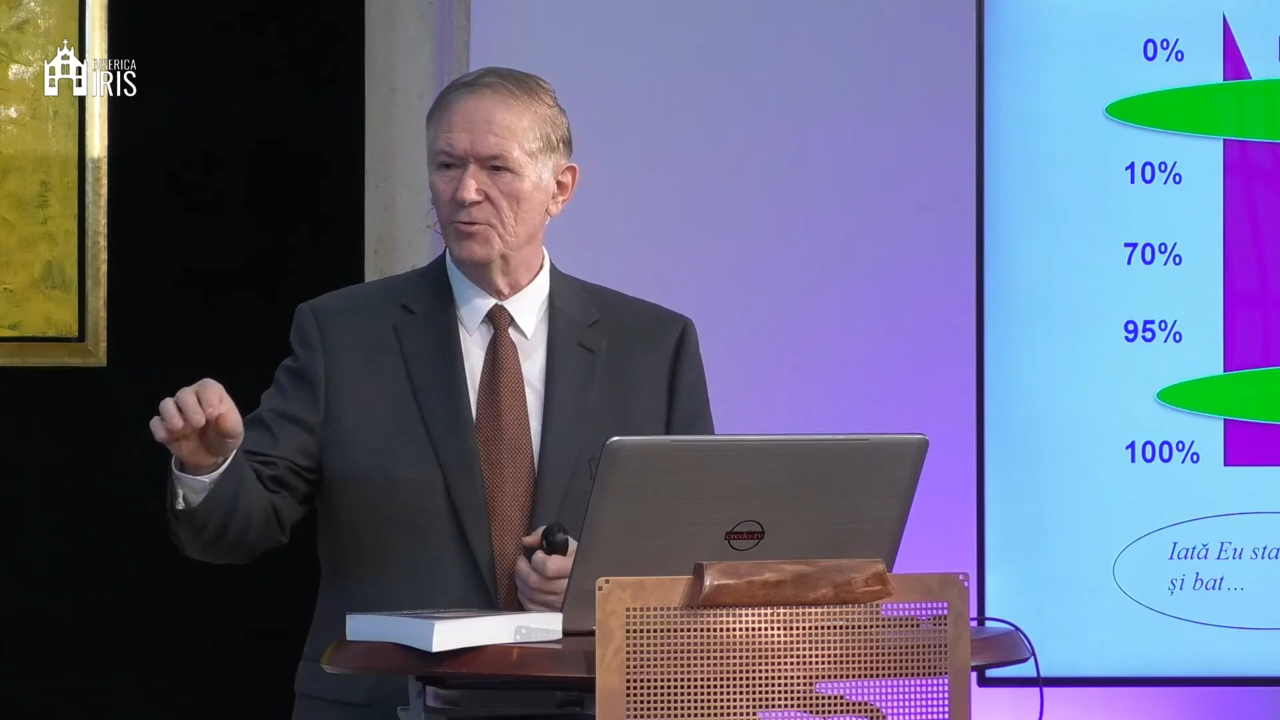 BISERICA
IRIS
0%
10%
70%
95%
100%
Iată Eu sta
și bat...
credo.tv